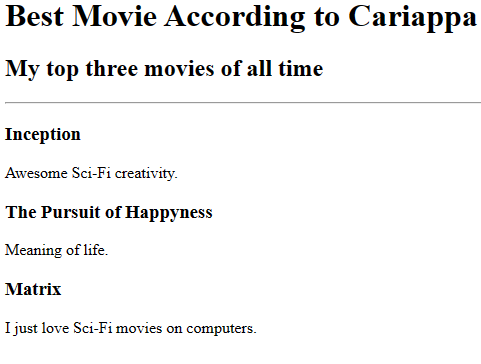 Best Movie According to Cariappa
My top three movies of all time
Inception
Awesome Sci-Fi creativity.
The Pursuit of Happyness
Meaning of life.
Matrix
I just love Sci-Fi movies on computers.